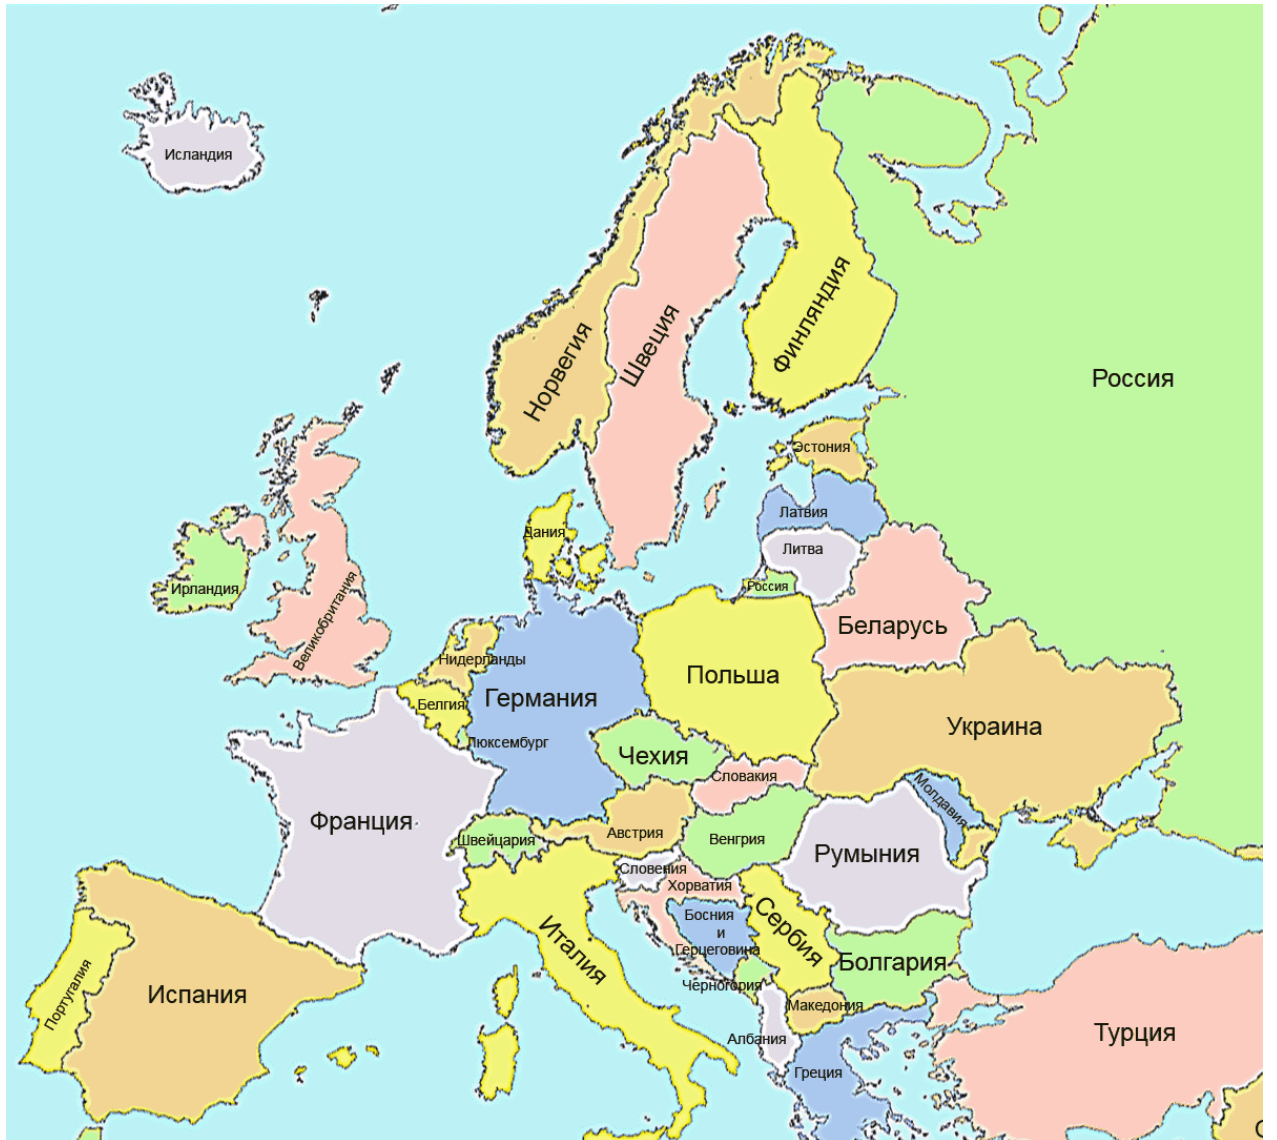 Исландия
Норвегия
Швеция
Финляндия
Россия
Эстония
Латвия
Литва
Россия
Дания
Ирландия
Великобритания
Беларусь
Нидерланды
Польша
Германия
Белгия
Люксембург
Украина
Чехия
Словакия
Молдавия
Франция
Швейцария
Австрия
Венгрия
Румыния
Словения
Хорватия
Босния
и
Герцеговина
Сербия
Италия
Болгария
Черногория
Македония
Португалия
Испания
Албания
Греция
Турция